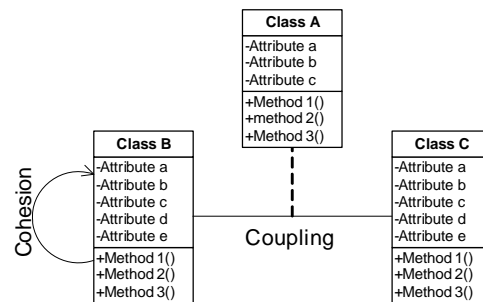 Class A
-Attribute a
-Attribute b
-Attribute c
+Method 1()
+method 2()
+Method 3()
Class B
-Attribute a
-Attribute b
-Attribute c
-Attribute d
-Attribute e
+Method 1()
+Method 2()
+Method 3()
Cohesion
Coupling
Class C
-Attribute a
-Attribute b
-Attribute c
-Attribute d
-Attribute e
+Method 1()
+Method 2()
+Method 3()